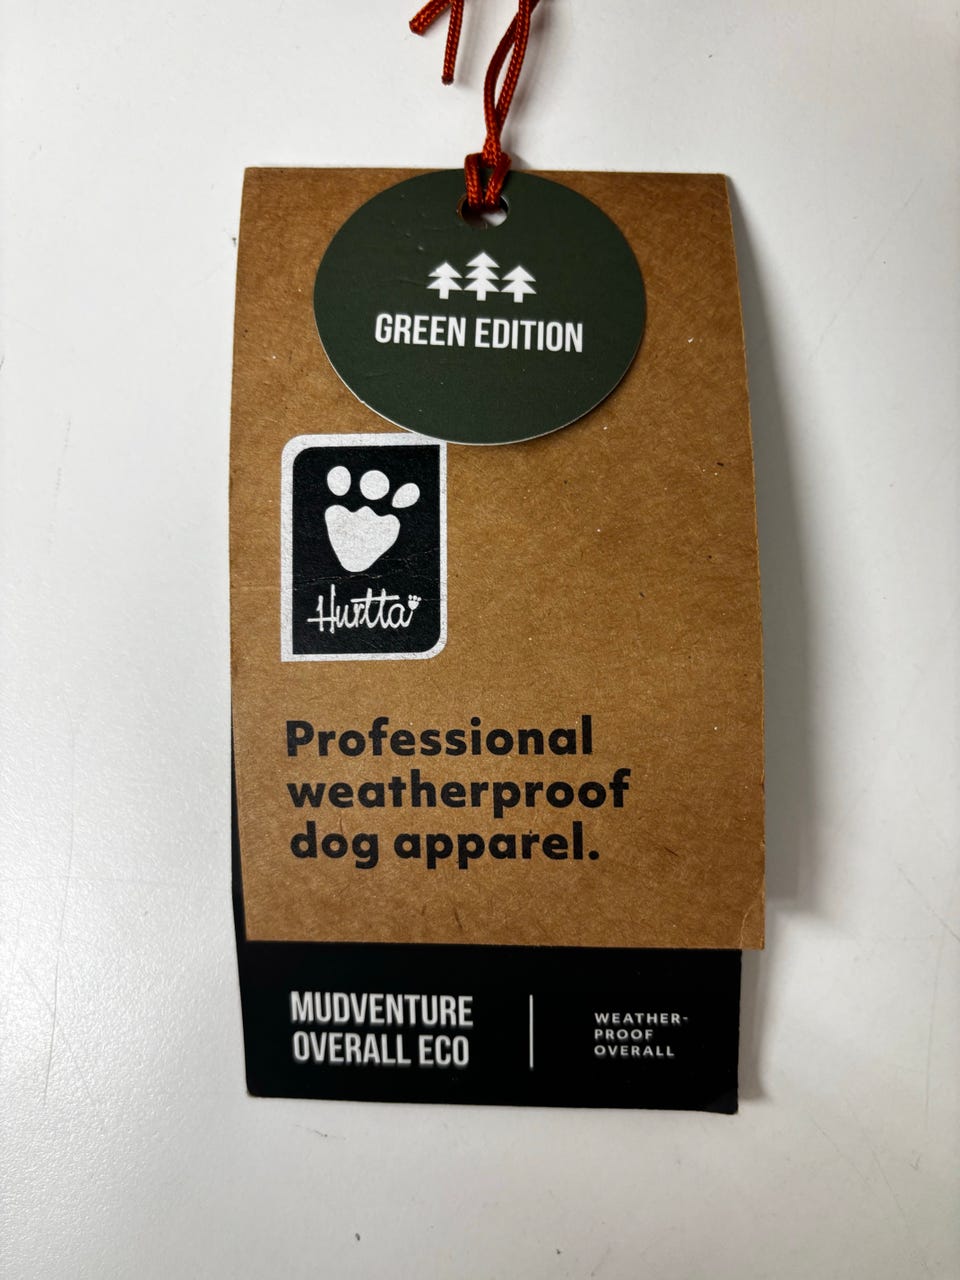 GREEN EDITION
Hurtta
Professional
weatherproof
dog apparel.
MUDVENTURE
OVERALL ECO
WEATHER-
PROOF
OVERALL